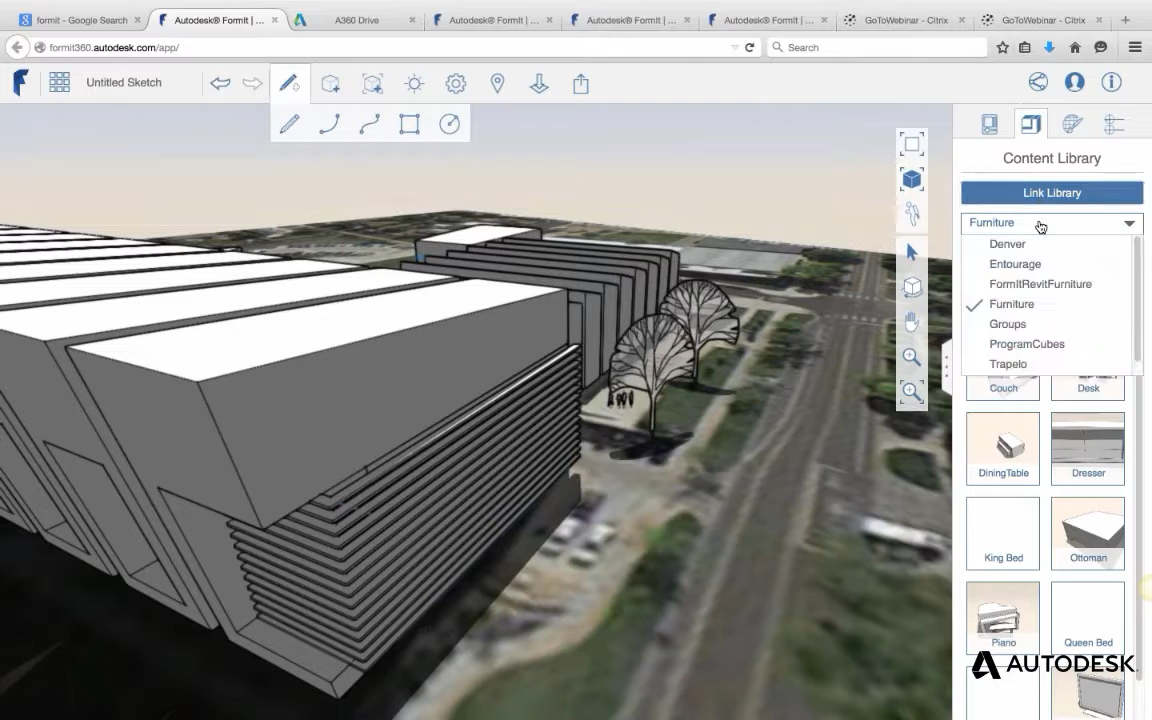 formit - Google Search
Autodesk® FormIt | ...
A360 Drive
Autodesk® FormIt | ...
Autodesk® FormIt | ...
Autodesk® FormIt | ...
GoToWebinar - Citrix
GoToWebinar - Citrix
formit360.autodesk.com/app/
Search
Untitled Sketch
Content Library
Link Library
Furniture
Denver
Entourage
FormItRevitFurniture
Furniture
Groups
ProgramCubes
Trapelo
Couch
Desk
DiningTable
Dresser
King Bed
Ottoman
Piano
Queen Bed
AUTODESK.